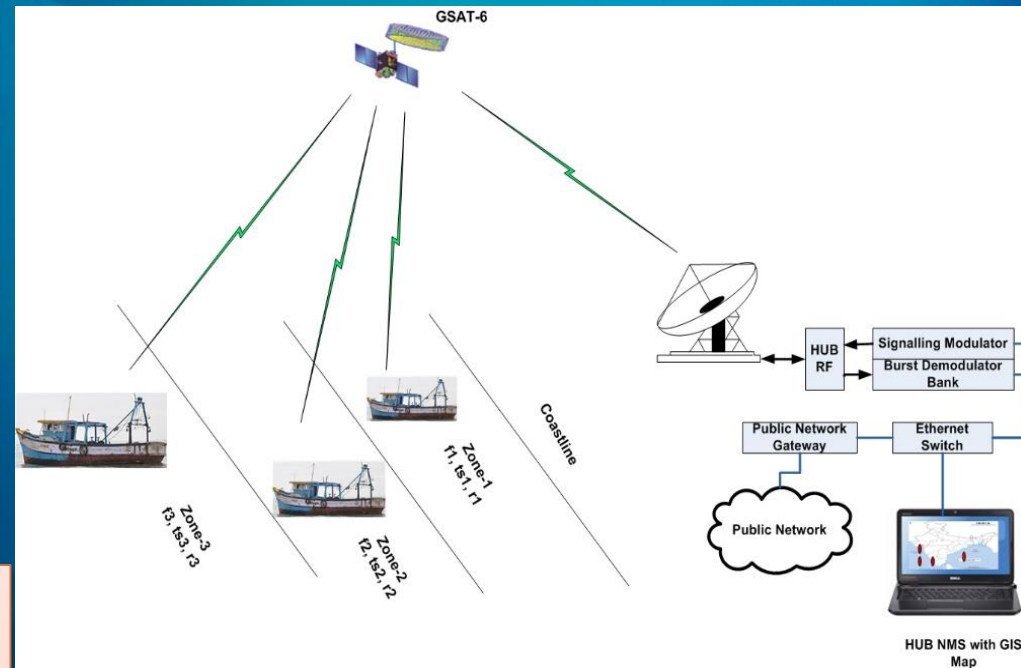 GSAT-6
HUB
RF
Signalling Modulator
Burst Demodulator
Bank
Public Network
Gateway
Ethernet
Switch
Public Network
Coastline
Zone-1
f1, ts1, r1
Zone-2
f2, ts2, r2
Zone-3
f3, ts3, r3
DELL
HUB NMS with GIS
Map